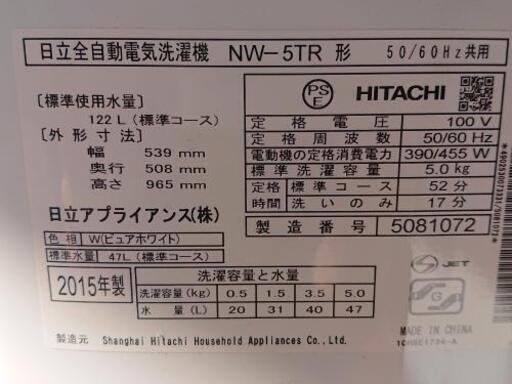 日立全自動電気洗濯機 NW-5TR 形 50/60Hz共用
〔標準使用水量〕
122L(標準コース)
〔外形寸法〕
幅 539 mm
奥行 508 mm
高さ 965 mm
日立アプライアンス(株)
色相 W(ピュアホワイト)
標準水量 47L(標準コース)
PSE HITACHI
定格電圧 100 V
定格周波数 50/60 Hz
電動機の定格消費電力 390/455 W
標準洗濯容量 5.0 kg
定格時間 標準コース 52分
洗いのみ 17分
製造番号 5081072
2015年製
洗濯容量と水量
洗濯容量(kg) 0.5 1.5 3.5 5.0
水量(L) 20 31 40 47
S JET
S G
MADE IN CHINA
製造元 Shanghai Hitachi Household Appliances Co., Ltd.